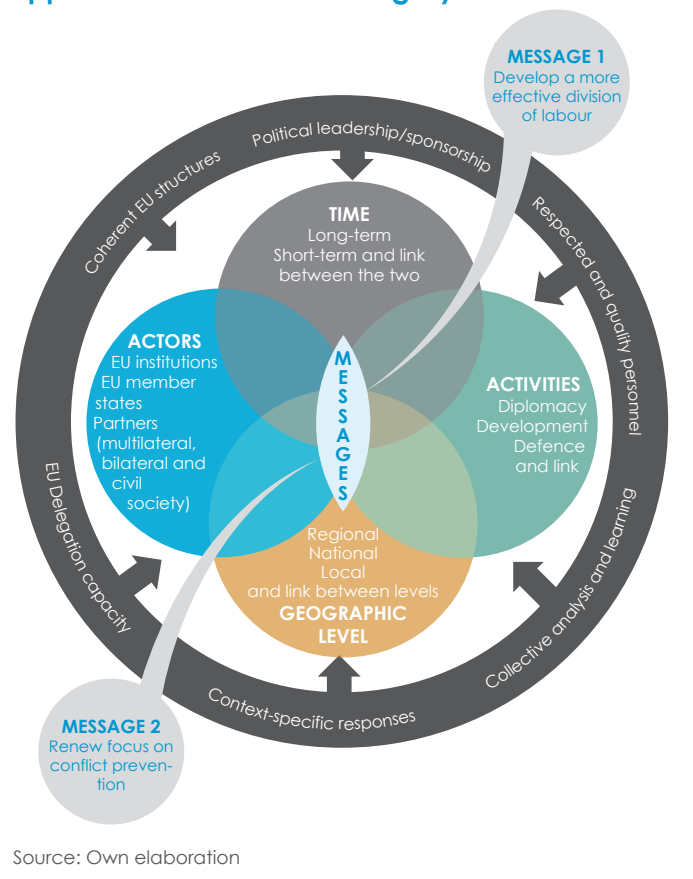 MESSAGE 1
Develop a more
effective division
of labour
Political leadership/sponsorship
Coherent EU structures
Respected and quality personnel
TIME
Long-term
Short-term and link
between the two
ACTORS
EU institutions
EU member
states
Partners
(multilateral,
bilateral and
civil
society)
MESSAGES
ACTIVITIES
Diplomacy
Development
Defence
and link
Regional
National
Local
and link between levels
GEOGRAPHIC
LEVEL
EU Delegation capacity
Collective analysis and learning
Context-specific responses
MESSAGE 2
Renew focus on
conflict preven-
tion
Source: Own elaboration